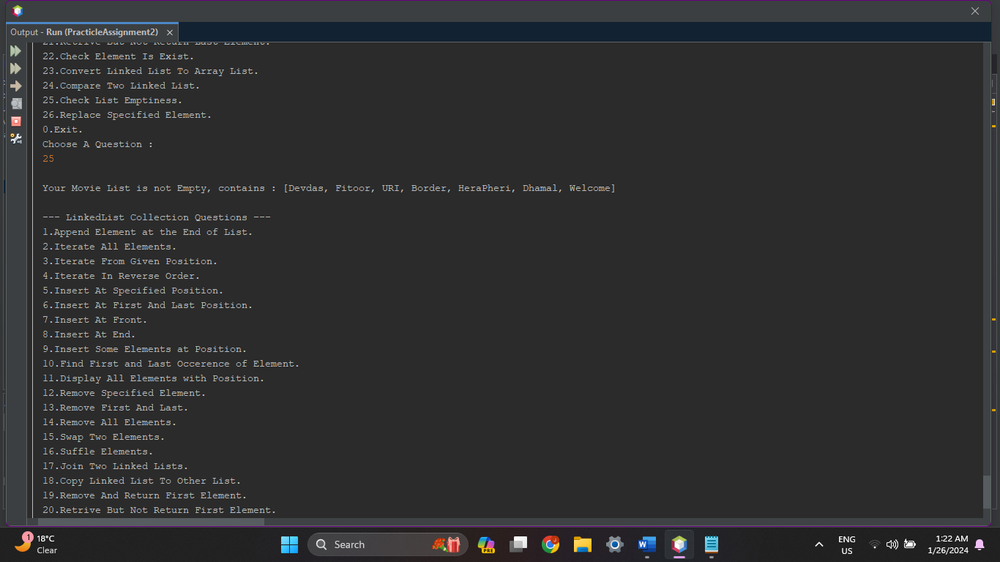 Output - Run (PracticleAssignment2)
21.Retrive But Not Return Last Element.
22.Check Element Is Exist.
23.Convert Linked List To Array List.
24.Compare Two Linked List.
25.Check List Emptiness.
26.Replace Specified Element.
0.Exit.
Choose A Question :
25
Your Movie List is not Empty, contains : [Devdas, Fitoor, URI, Border, HeraPheri, Dhamal, Welcome]
--- LinkedList Collection Questions ---
1.Append Element at the End of List.
2.Iterate All Elements.
3.Iterate From Given Position.
4.Iterate In Reverse Order.
5.Insert At Specified Position.
6.Insert At First And Last Position.
7.Insert At Front.
8.Insert At End.
9.Insert Some Elements at Position.
10.Find First and Last Occerence of Element.
11.Display All Elements with Position.
12.Remove Specified Element.
13.Remove First And Last.
14.Remove All Elements.
15.Swap Two Elements.
16.Suffle Elements.
17.Join Two Linked Lists.
18.Copy Linked List To Other List.
19.Remove And Return First Element.
20.Retrive But Not Return First Element.
1
18°C
Clear
Search
PRE
ENG
US
1:22 AM
1/26/2024